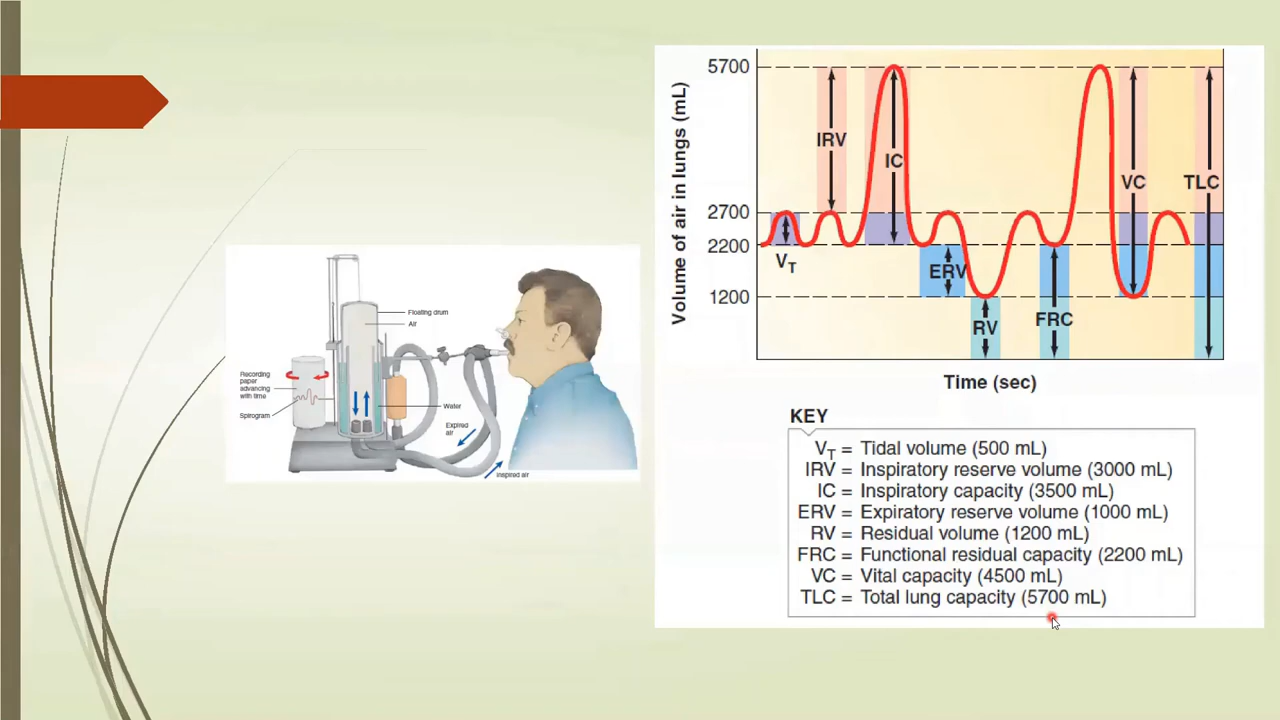 Floating drum
Air
Recording
paper
advancing
with time
Spirogram
Water
Expired
air
Inspired air
Volume of air in lungs (mL)
5700
2700
2200
1200
IRV
IC
VC
TLC
VT
ERV
RV
FRC
Time (sec)
KEY
VT = Tidal volume (500 mL)
IRV = Inspiratory reserve volume (3000 mL)
IC = Inspiratory capacity (3500 mL)
ERV = Expiratory reserve volume (1000 mL)
RV = Residual volume (1200 mL)
FRC = Functional residual capacity (2200 mL)
VC = Vital capacity (4500 mL)
TLC = Total lung capacity (5700 mL)